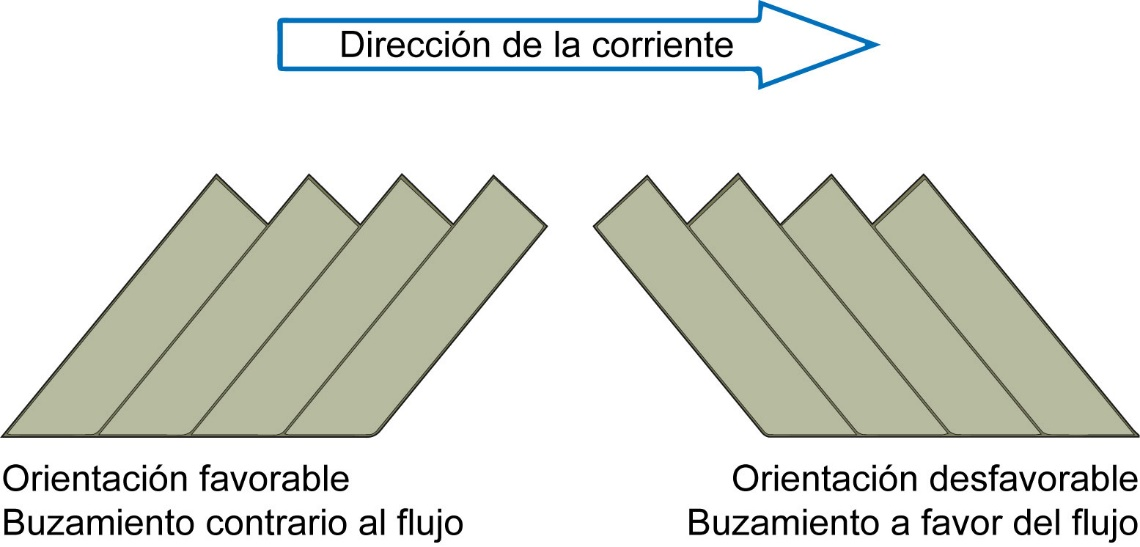 Dirección de la corriente
Orientación favorable
Buzamiento contrario al flujo
Orientación desfavorable
Buzamiento a favor del flujo